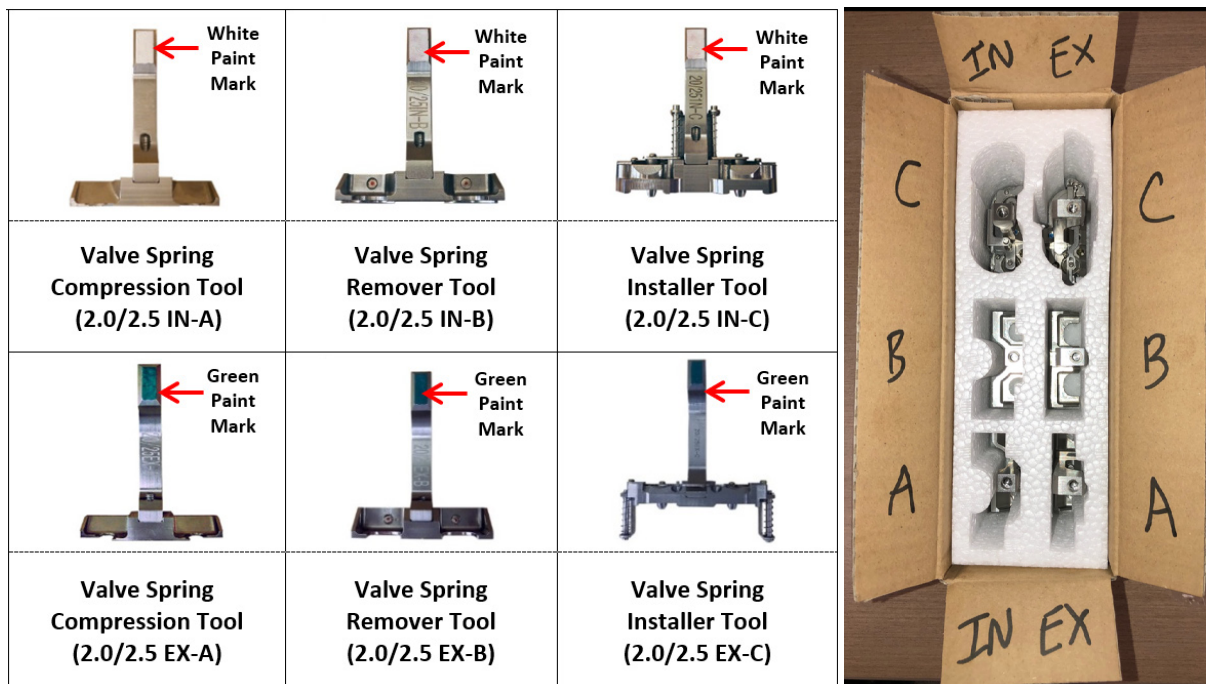 White
Paint
Mark
White
Paint
Mark
White
Paint
Mark
20/25IN-C
Valve Spring
Compression Tool
(2.0/2.5 IN-A)
Valve Spring
Remover Tool
(2.0/2.5 IN-B)
Valve Spring
Installer Tool
(2.0/2.5 IN-C)
Green
Paint
Mark
Green
Paint
Mark
Green
Paint
Mark
Valve Spring
Compression Tool
(2.0/2.5 EX-A)
Valve Spring
Remover Tool
(2.0/2.5 EX-B)
Valve Spring
Installer Tool
(2.0/2.5 EX-C)
IN EX
C
C
B
B
A
A
IN EX